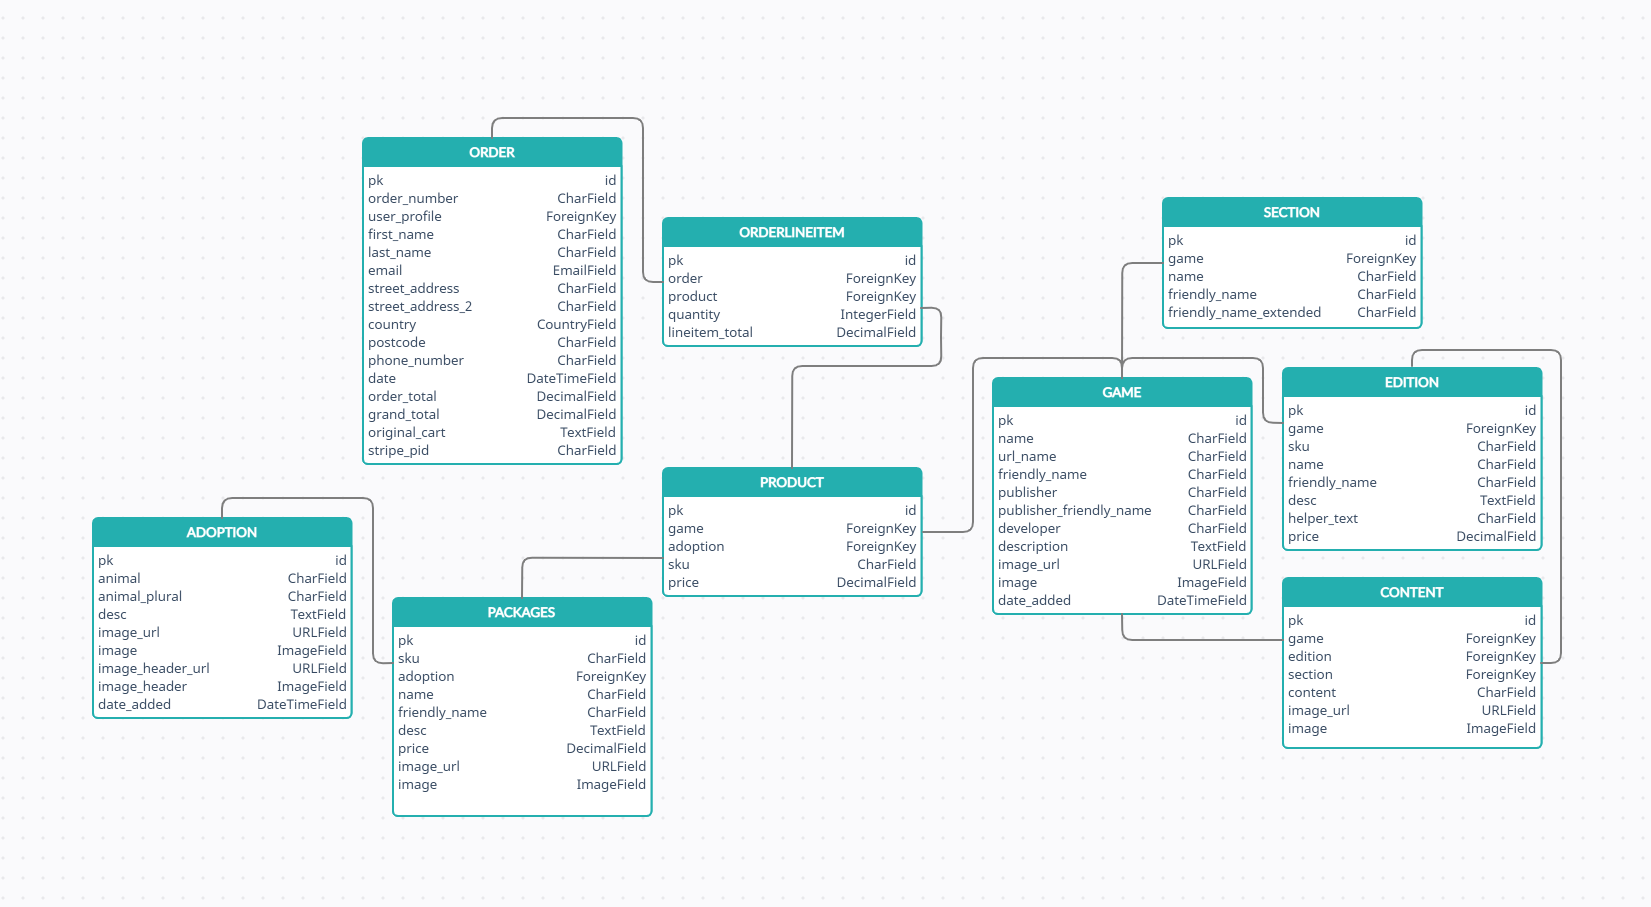 ORDER
pk id
order_number CharField
user_profile ForeignKey
first_name CharField
last_name CharField
email EmailField
street_address CharField
street_address_2 CharField
country CountryField
postcode CharField
phone_number CharField
date DateTimeField
order_total DecimalField
grand_total DecimalField
original_cart TextField
stripe_pid CharField
ORDERLINEITEM
pk id
order ForeignKey
product ForeignKey
quantity IntegerField
lineitem_total DecimalField
SECTION
pk id
game ForeignKey
name CharField
friendly_name CharField
friendly_name_extended CharField
GAME
pk id
name CharField
url_name CharField
friendly_name CharField
publisher CharField
publisher_friendly_name CharField
developer CharField
description TextField
image_url URLField
image ImageField
date_added DateTimeField
EDITION
pk id
game ForeignKey
sku CharField
name CharField
friendly_name CharField
desc TextField
helper_text CharField
price DecimalField
PRODUCT
pk id
game ForeignKey
adoption ForeignKey
sku CharField
price DecimalField
ADOPTION
pk id
animal CharField
animal_plural CharField
desc TextField
image_url URLField
image ImageField
image_header_url URLField
image_header ImageField
date_added DateTimeField
PACKAGES
pk id
sku CharField
adoption ForeignKey
name CharField
friendly_name CharField
desc TextField
price DecimalField
image_url URLField
image ImageField
CONTENT
pk id
game ForeignKey
edition ForeignKey
section ForeignKey
content CharField
image_url URLField
image ImageField